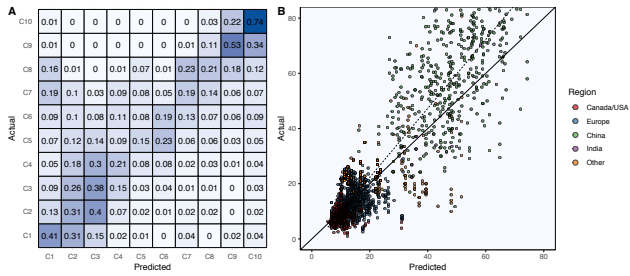 A
C10 0.01 0 0 0 0 0 0 0.03 0.22 0.74
C9 0.01 0 0 0 0 0 0.01 0.11 0.53 0.34
C8 0.16 0.01 0 0.01 0.07 0.01 0.23 0.21 0.18 0.12
C7 0.19 0.1 0.03 0.09 0.08 0.05 0.19 0.14 0.06 0.07
C6 0.09 0.1 0.08 0.11 0.08 0.19 0.13 0.07 0.06 0.09
C5 0.07 0.12 0.14 0.05 0.15 0.23 0.09 0.06 0.03 0.05
C4 0.05 0.18 0.3 0.21 0.08 0.08 0.02 0.03 0.01 0.04
C3 0.09 0.26 0.38 0.15 0.03 0.04 0.01 0.01 0 0.03
C2 0.13 0.31 0.4 0.07 0.02 0.01 0.02 0.02 0 0.02
C1 0.41 0.31 0.15 0.02 0.01 0.01 0.02 0 0.03 0.04
C1 C2 C3 C4 C5 C6 C7 C8 C9 C10
Predicted
Actual
B
80
60
40
20
0
0 20 40 60 80
Predicted
Actual
Region
Canada/USA
Europe
China
India
Other